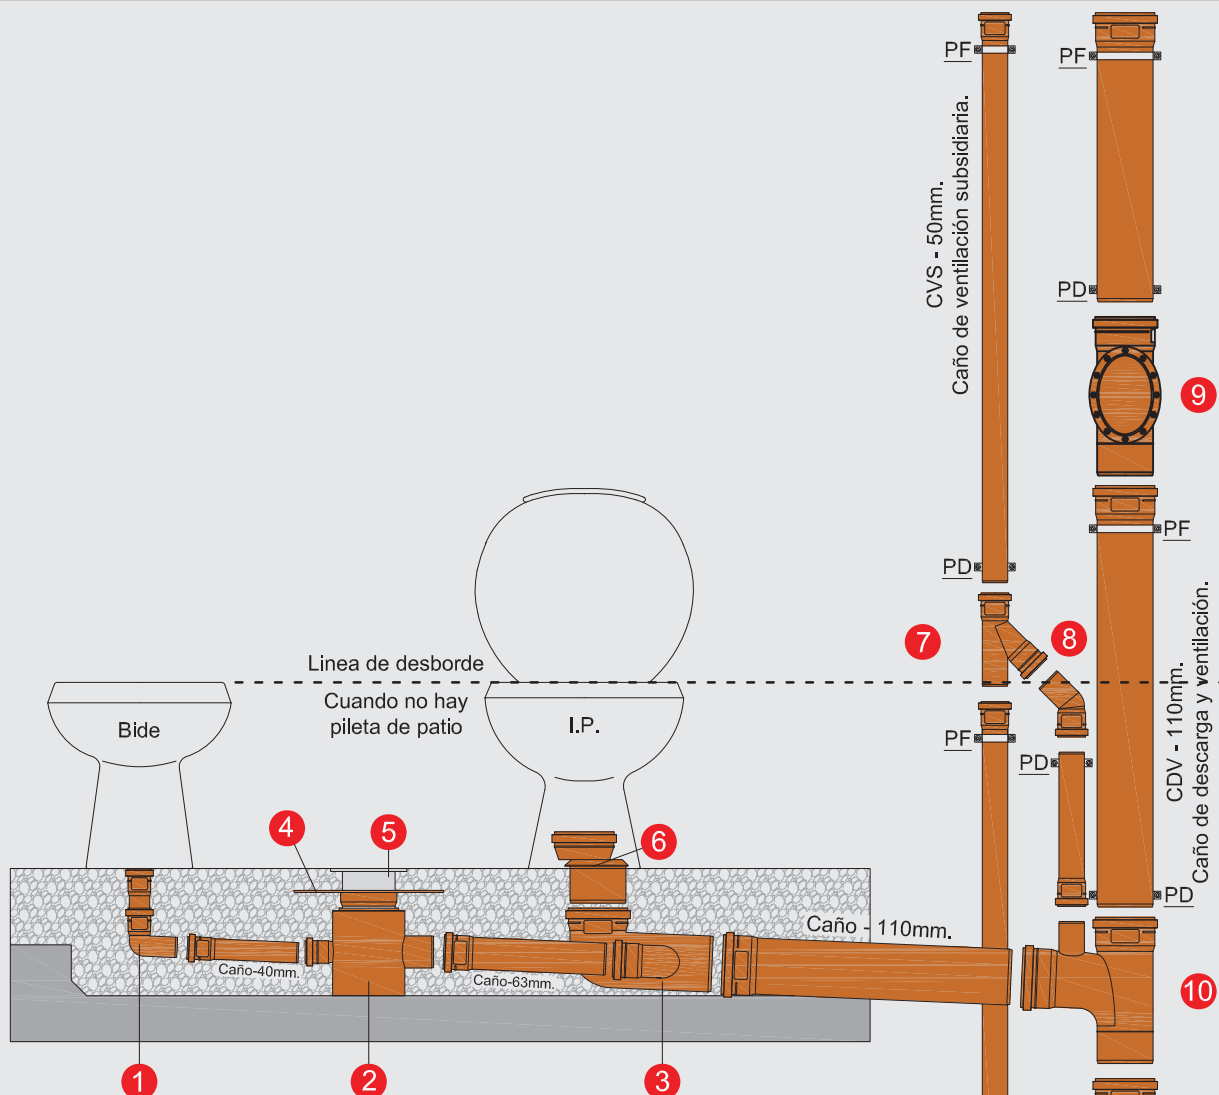 PF
PF
CVS - 50mm.
Caño de ventilación subsidiaria.
PD
9
PF
PD
7
8
Linea de desborde
Cuando no hay
pileta de patio
Bide
I.P.
PF
PD
CDV - 110mm.
Caño de descarga y ventilación.
4
5
6
PD
Caño - 110mm.
Caño-40mm.
Caño-63mm.
10
1
2
3